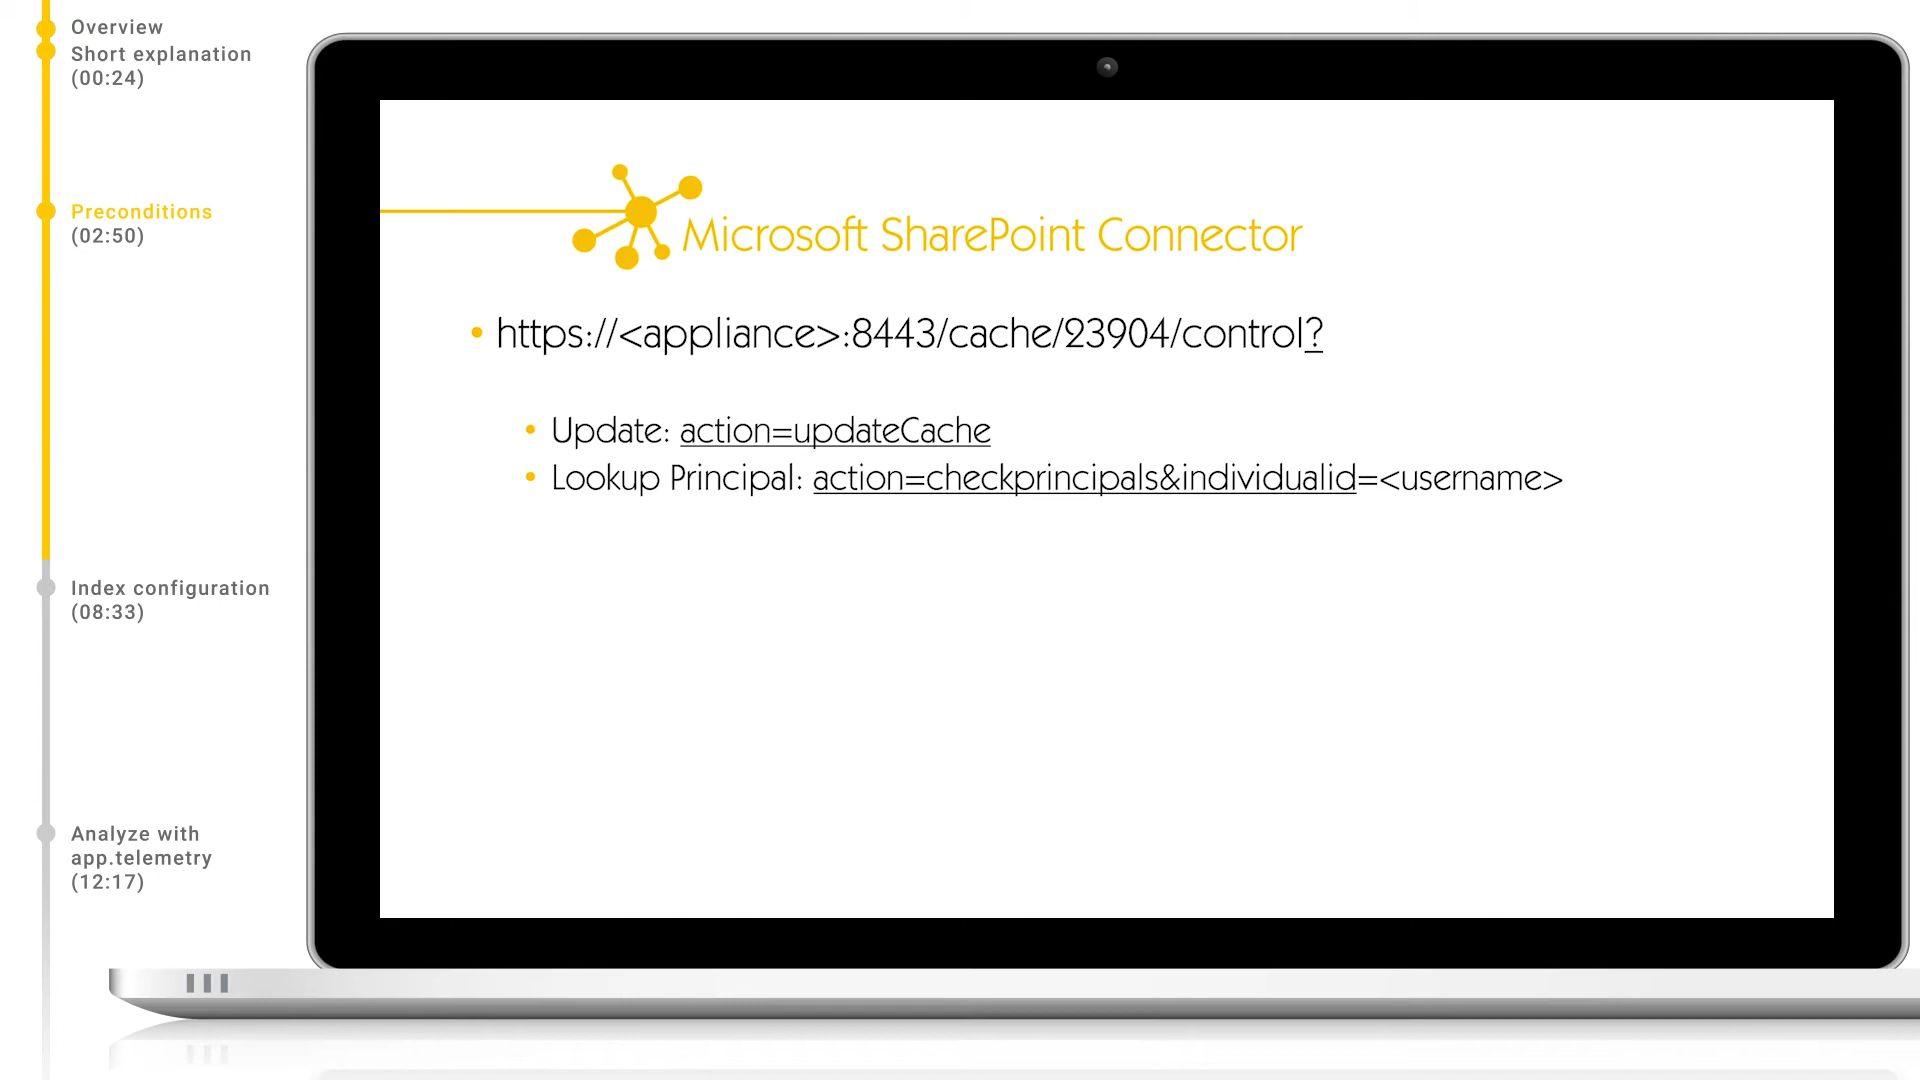 Overview
Short explanation
(00:24)
Preconditions
(02:50)
Index configuration
(08:33)
Analyze with
app.telemetry
(12:17)
Microsoft SharePoint Connector
• https://<appliance>:8443/cache/23904/control?
• Update: action=updateCache
• Lookup Principal: action=checkprincipals&individualid=<username>